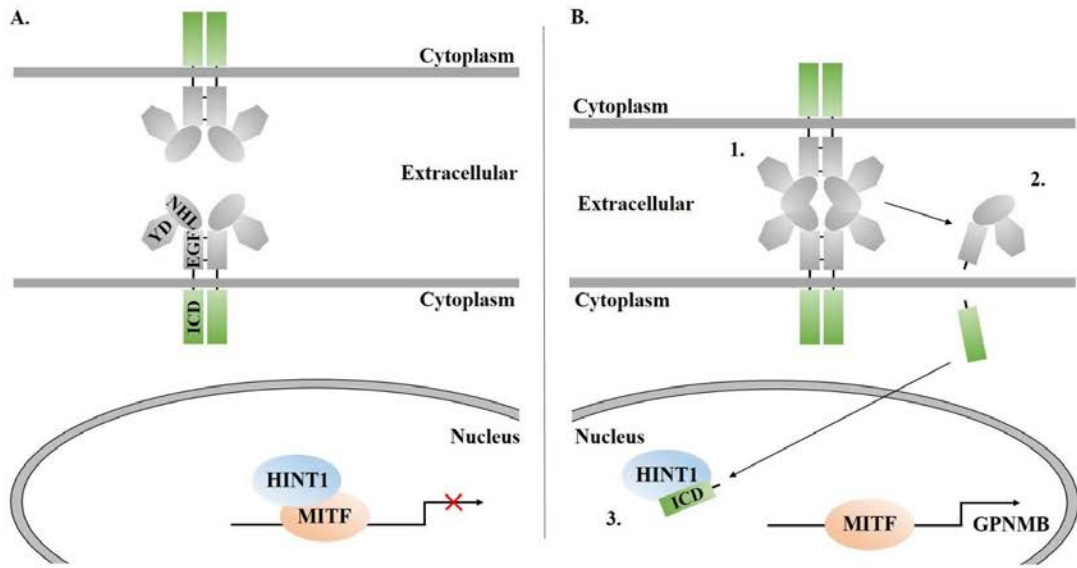 A.
Cytoplasm
Extracellular
NHL
YD
EGF
Cytoplasm
ICD
Nucleus
HINT1
MITF
B.
Cytoplasm
1.
2.
Extracellular
Cytoplasm
Nucleus
HINT1
ICD
3.
MITF
GPNMB